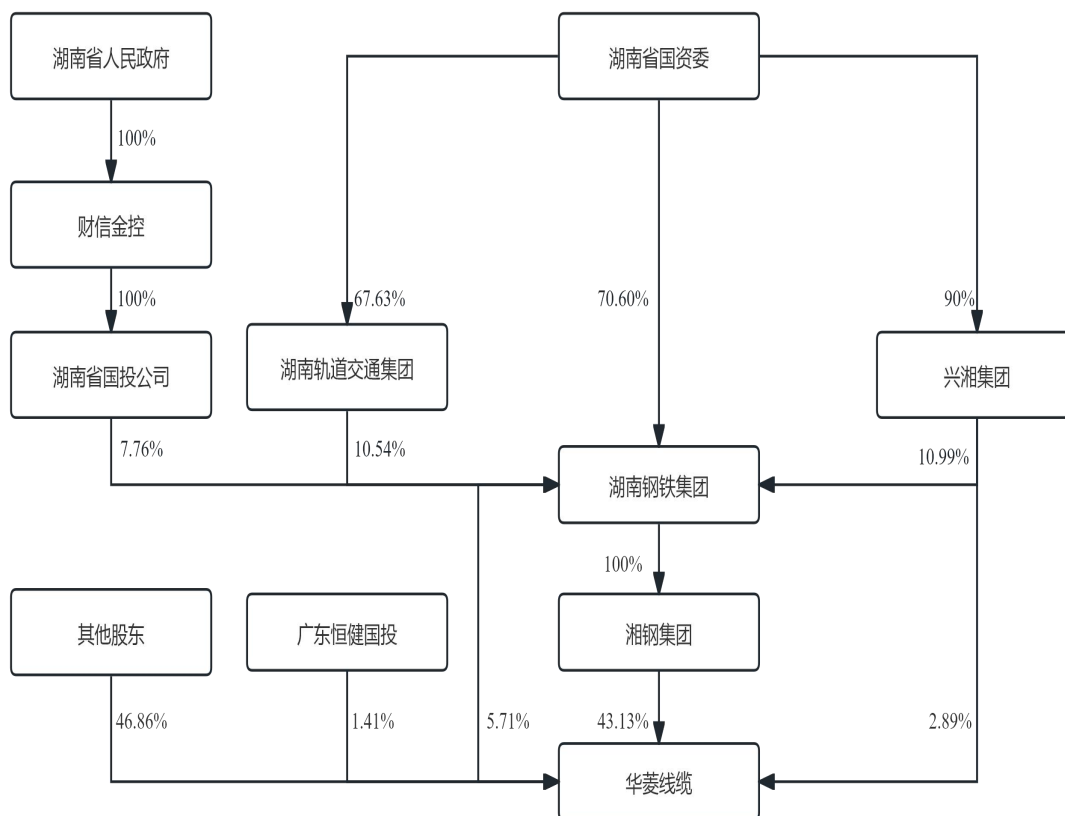 湖南省人民政府
湖南省国资委
100%
财信金控
100%
67.63%
70.60%
90%
湖南省国投公司
湖南轨道交通集团
兴湘集团
7.76%
10.54%
10.99%
湖南钢铁集团
100%
其他股东
广东恒健国投
湘钢集团
46.86%
1.41%
5.71%
43.13%
2.89%
华菱线缆